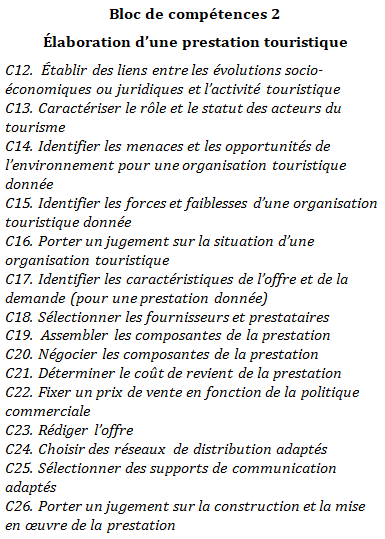 Bloc de compétences 2
Élaboration d’une prestation touristique
C12.  Établir des liens entre les évolutions socio-
économiques ou juridiques et l’activité touristique
C13. Caractériser le rôle et le statut des acteurs du
tourisme
C14. Identifier les menaces et les opportunités de
l’environnement pour une organisation touristique
donnée
C15. Identifier les forces et faiblesses d’une organisation
touristique donnée
C16. Porter un jugement sur la situation d’une
organisation touristique
C17. Identifier les caractéristiques de l’offre et de la
demande (pour une prestation donnée)
C18. Sélectionner les fournisseurs et prestataires
C19.  Assembler les composantes de la prestation
C20. Négocier les composantes de la prestation
C21. Déterminer le coût de revient de la prestation
C22. Fixer un prix de vente en fonction de la politique
commerciale
C23. Rédiger l’offre
C24. Choisir des réseaux  de distribution adaptés
C25. Sélectionner des supports de communication
adaptés
C26. Porter un jugement sur la construction et la mise
en œuvre de la prestation